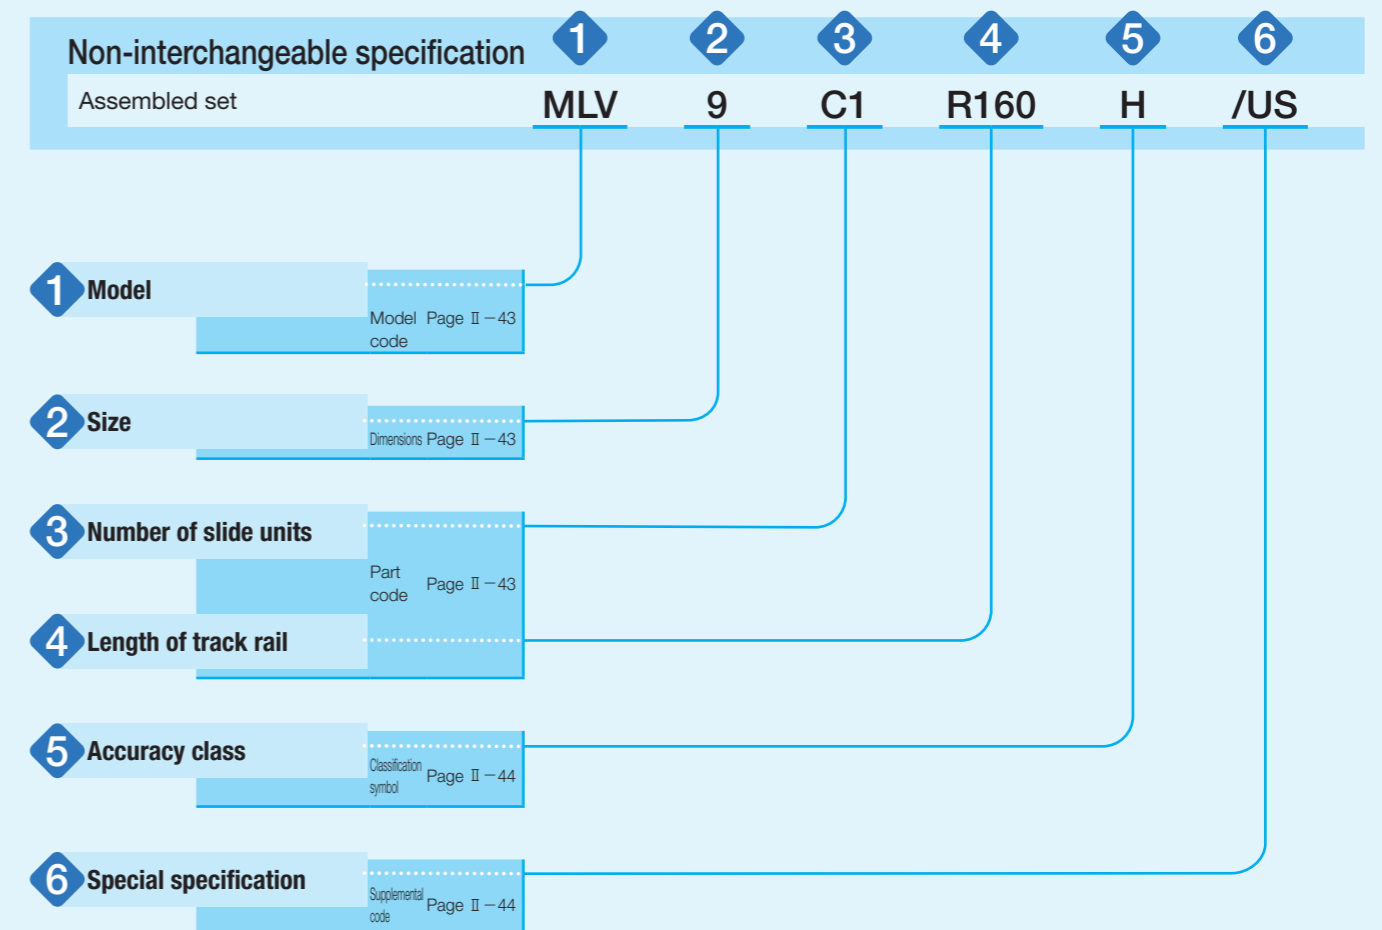 1 2 3 4 5 6
Non-interchangeable specification
Assembled set MLV 9 C1 R160 H /US
1 Model
Model code Page Ⅱ－43
2 Size
Dimensions Page Ⅱ－43
3 Number of slide units
Part code Page Ⅱ－43
4 Length of track rail
5 Accuracy class
Classification symbol Page Ⅱ－44
6 Special specification
Supplemental code Page Ⅱ－44